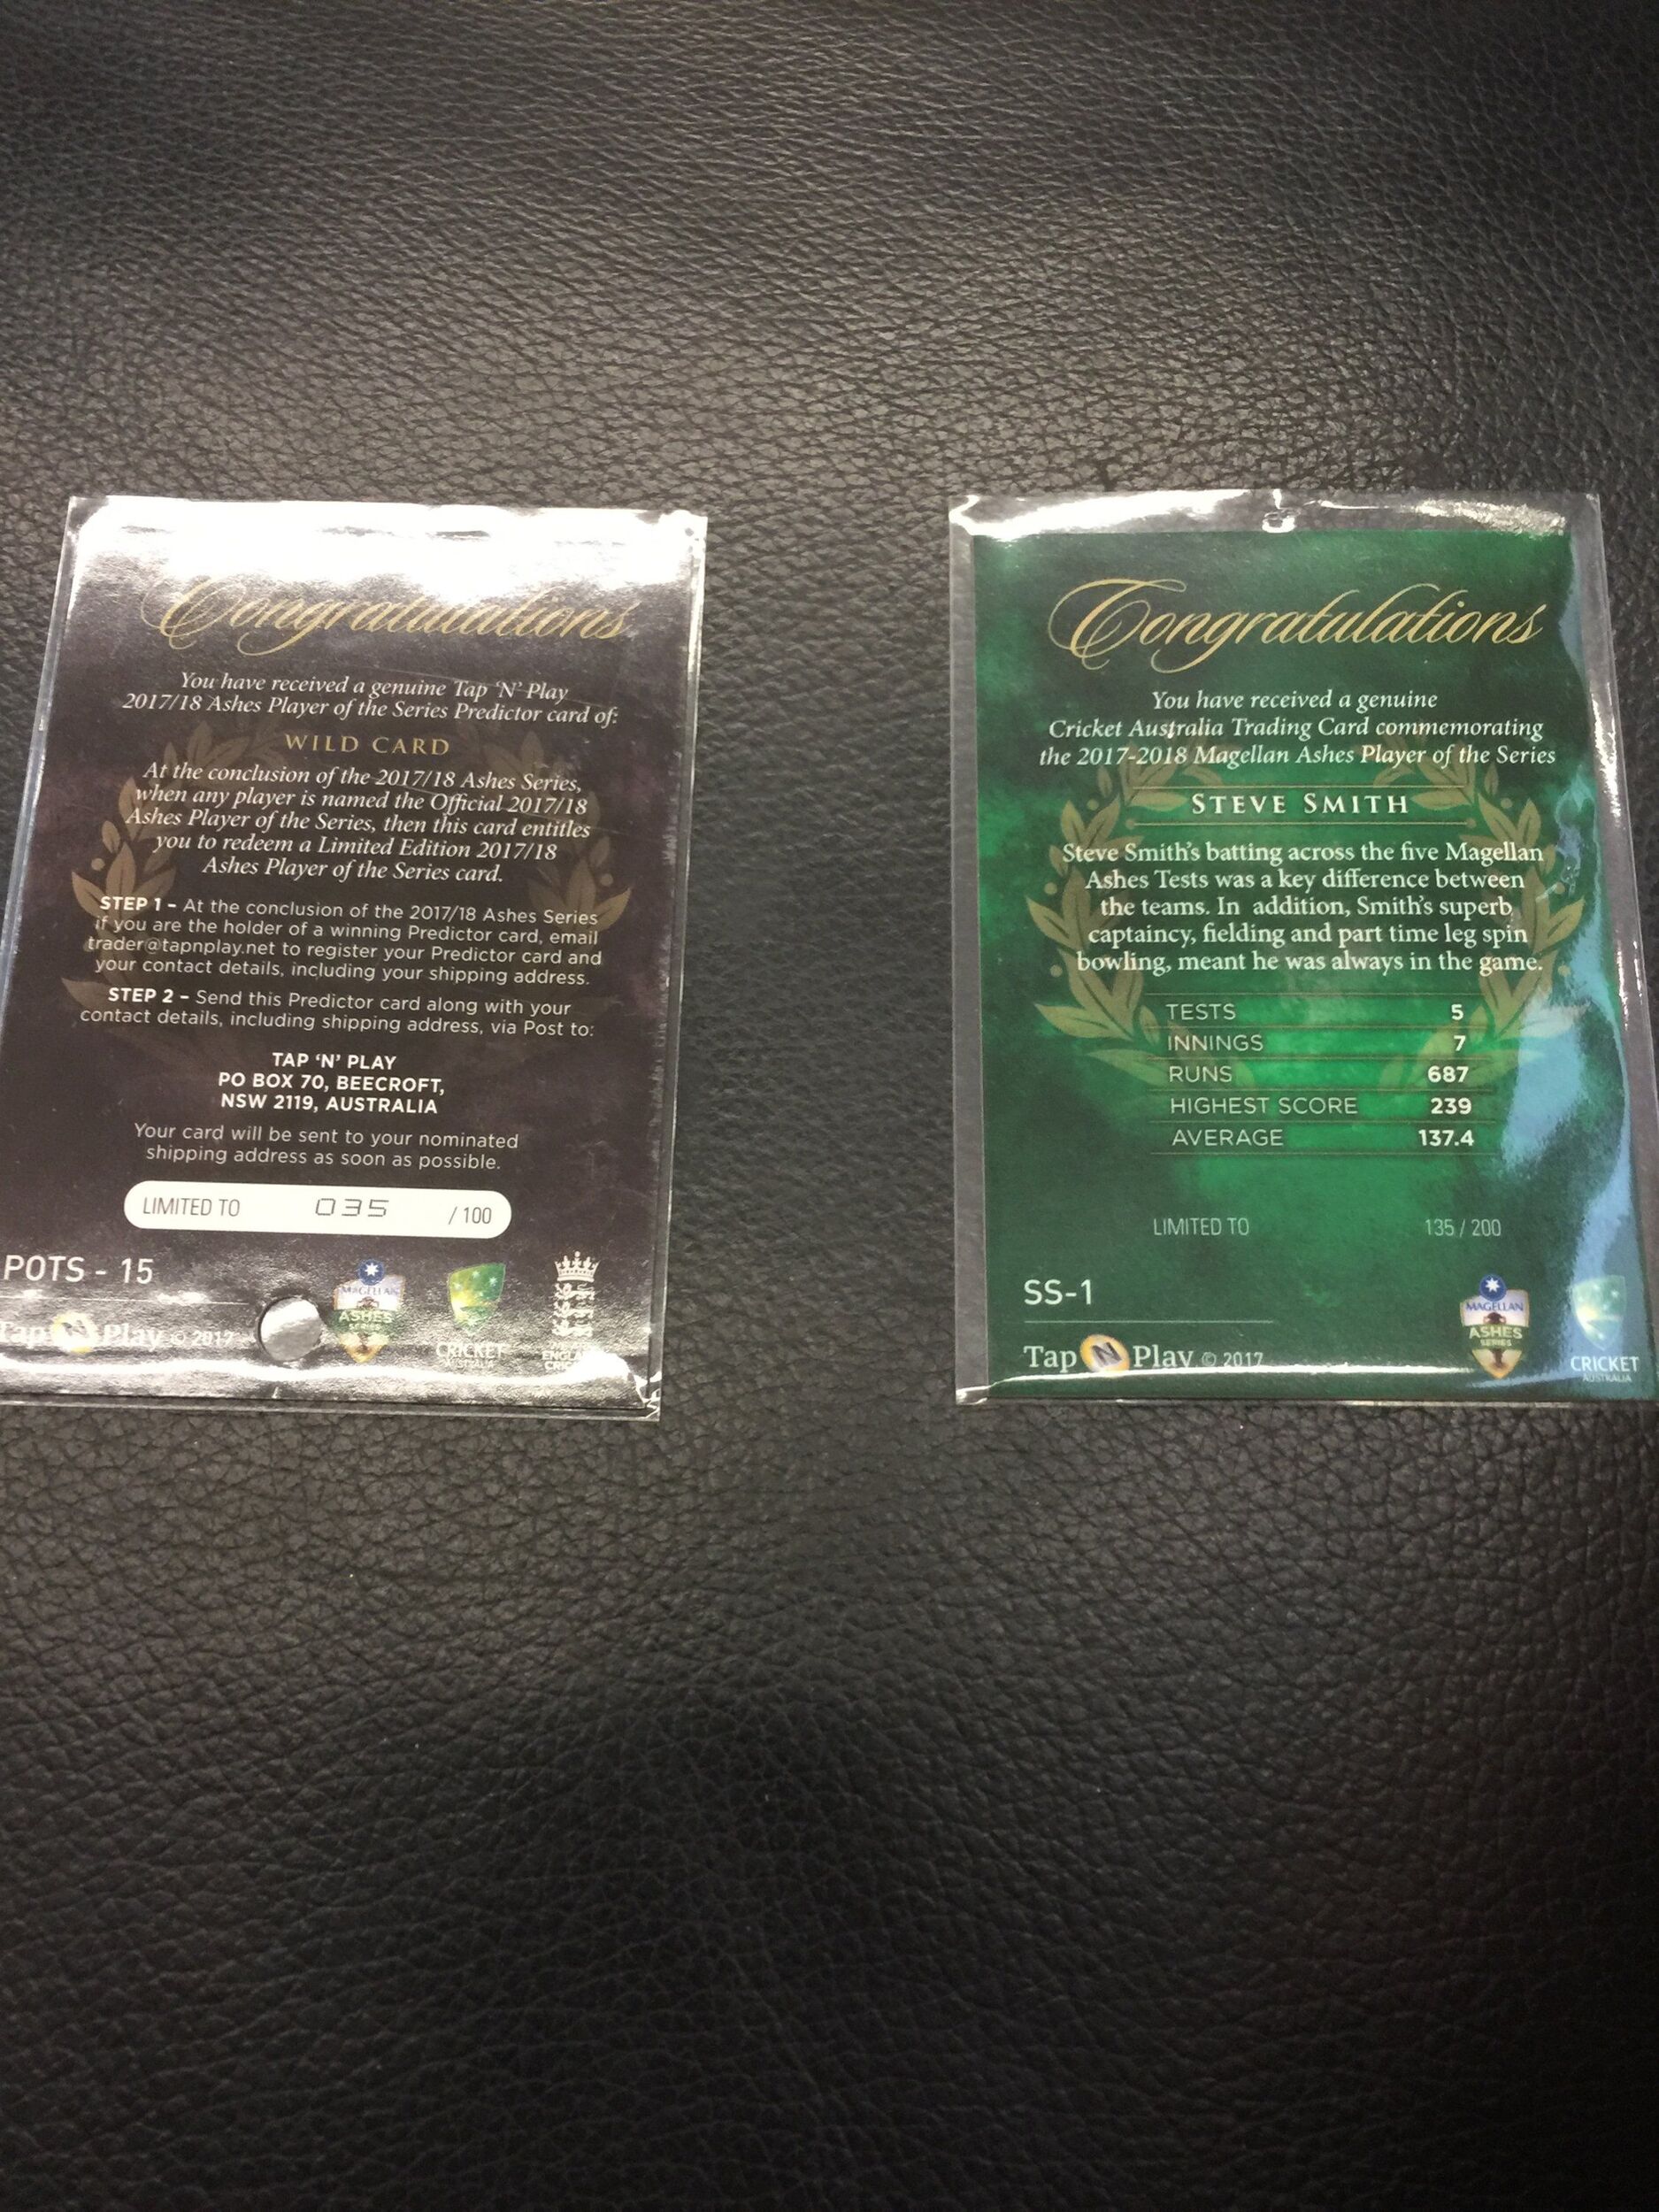 Congratulations
You have received a genuine Tap 'N' Play
2017/18 Ashes Player of the Series Predictor card of:
WILD CARD
At the conclusion of the 2017/18 Ashes Series,
when any player is named the Official 2017/18
Ashes Player of the Series, then this card entitles
you to redeem a Limited Edition 2017/18
Ashes Player of the Series card.
STEP 1 – At the conclusion of the 2017/18 Ashes Series
if you are the holder of a winning Predictor card, email
trader@tapnplay.net to register your Predictor card and
your contact details, including your shipping address.
STEP 2 – Send this Predictor card along with your
contact details, including shipping address, via Post to:
TAP 'N' PLAY
PO BOX 70, BEECROFT,
NSW 2119, AUSTRALIA
Your card will be sent to your nominated
shipping address as soon as possible.
LIMITED TO 035 / 100
POTS - 15
Tap N Play © 2017
MAGELLAN
ASHES
SERIES
CRICKET
AUSTRALIA
Congratulations
You have received a genuine
Cricket Australia Trading Card commemorating
the 2017-2018 Magellan Ashes Player of the Series
STEVE SMITH
Steve Smith's batting across the five Magellan
Ashes Tests was a key difference between
the teams. In addition, Smith's superb
captaincy, fielding and part time leg spin
bowling, meant he was always in the game.
TESTS 5
INNINGS 7
RUNS 687
HIGHEST SCORE 239
AVERAGE 137.4
LIMITED TO 135 / 200
SS-1
Tap N Play © 2017
MAGELLAN
ASHES
SERIES
CRICKET
AUSTRALIA